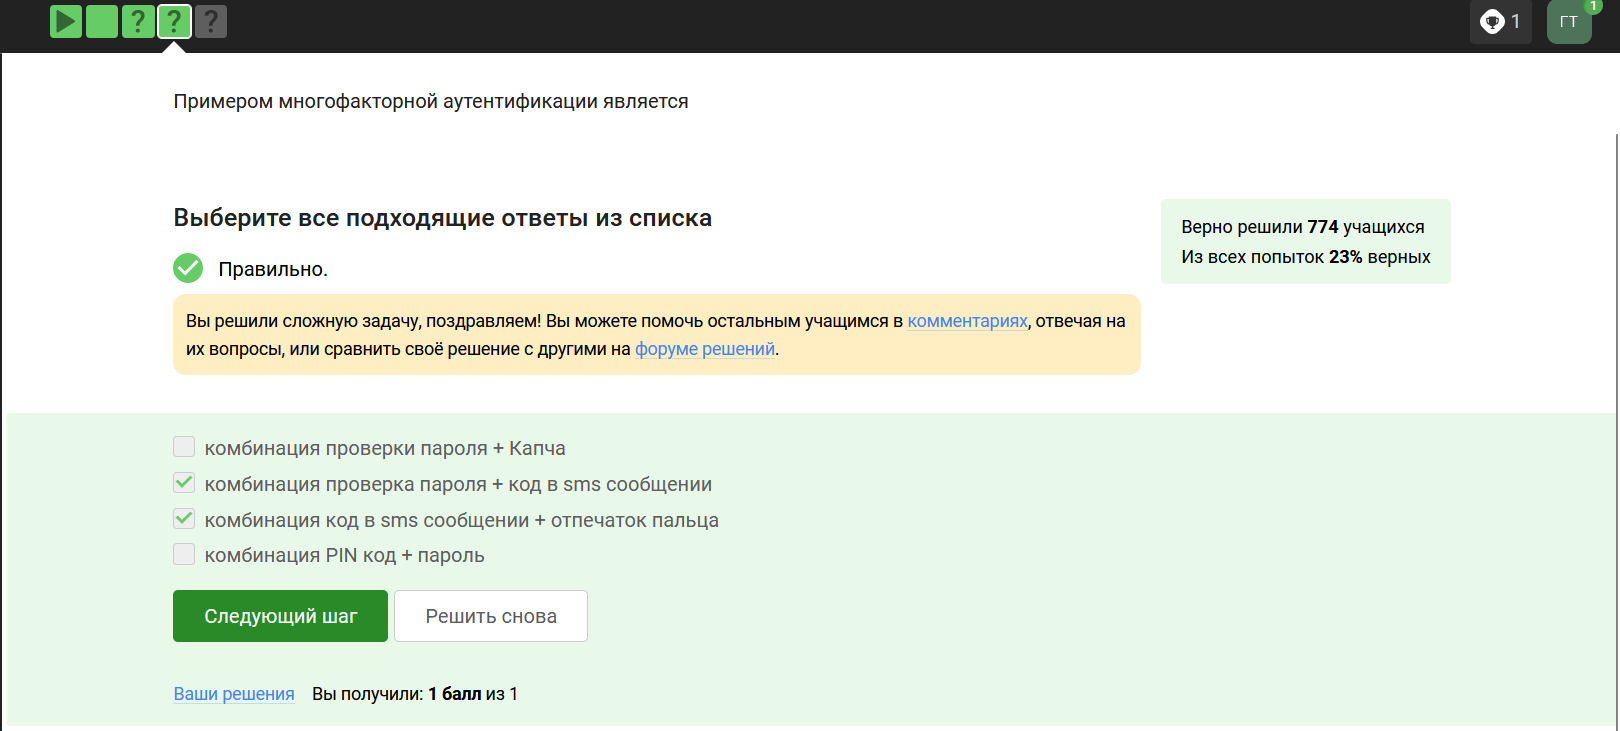 ? ? ?
1
ГТ
1
Примером многофакторной аутентификации является
Выберите все подходящие ответы из списка
Правильно.
Верно решили 774 учащихся
Из всех попыток 23% верных
Вы решили сложную задачу, поздравляем! Вы можете помочь остальным учащимся в комментариях, отвечая на
их вопросы, или сравнить своё решение с другими на форуме решений.
комбинация проверки пароля + Капча
комбинация проверка пароля + код в sms сообщении
комбинация код в sms сообщении + отпечаток пальца
комбинация PIN код + пароль
Следующий шаг
Решить снова
Ваши решения Вы получили: 1 балл из 1